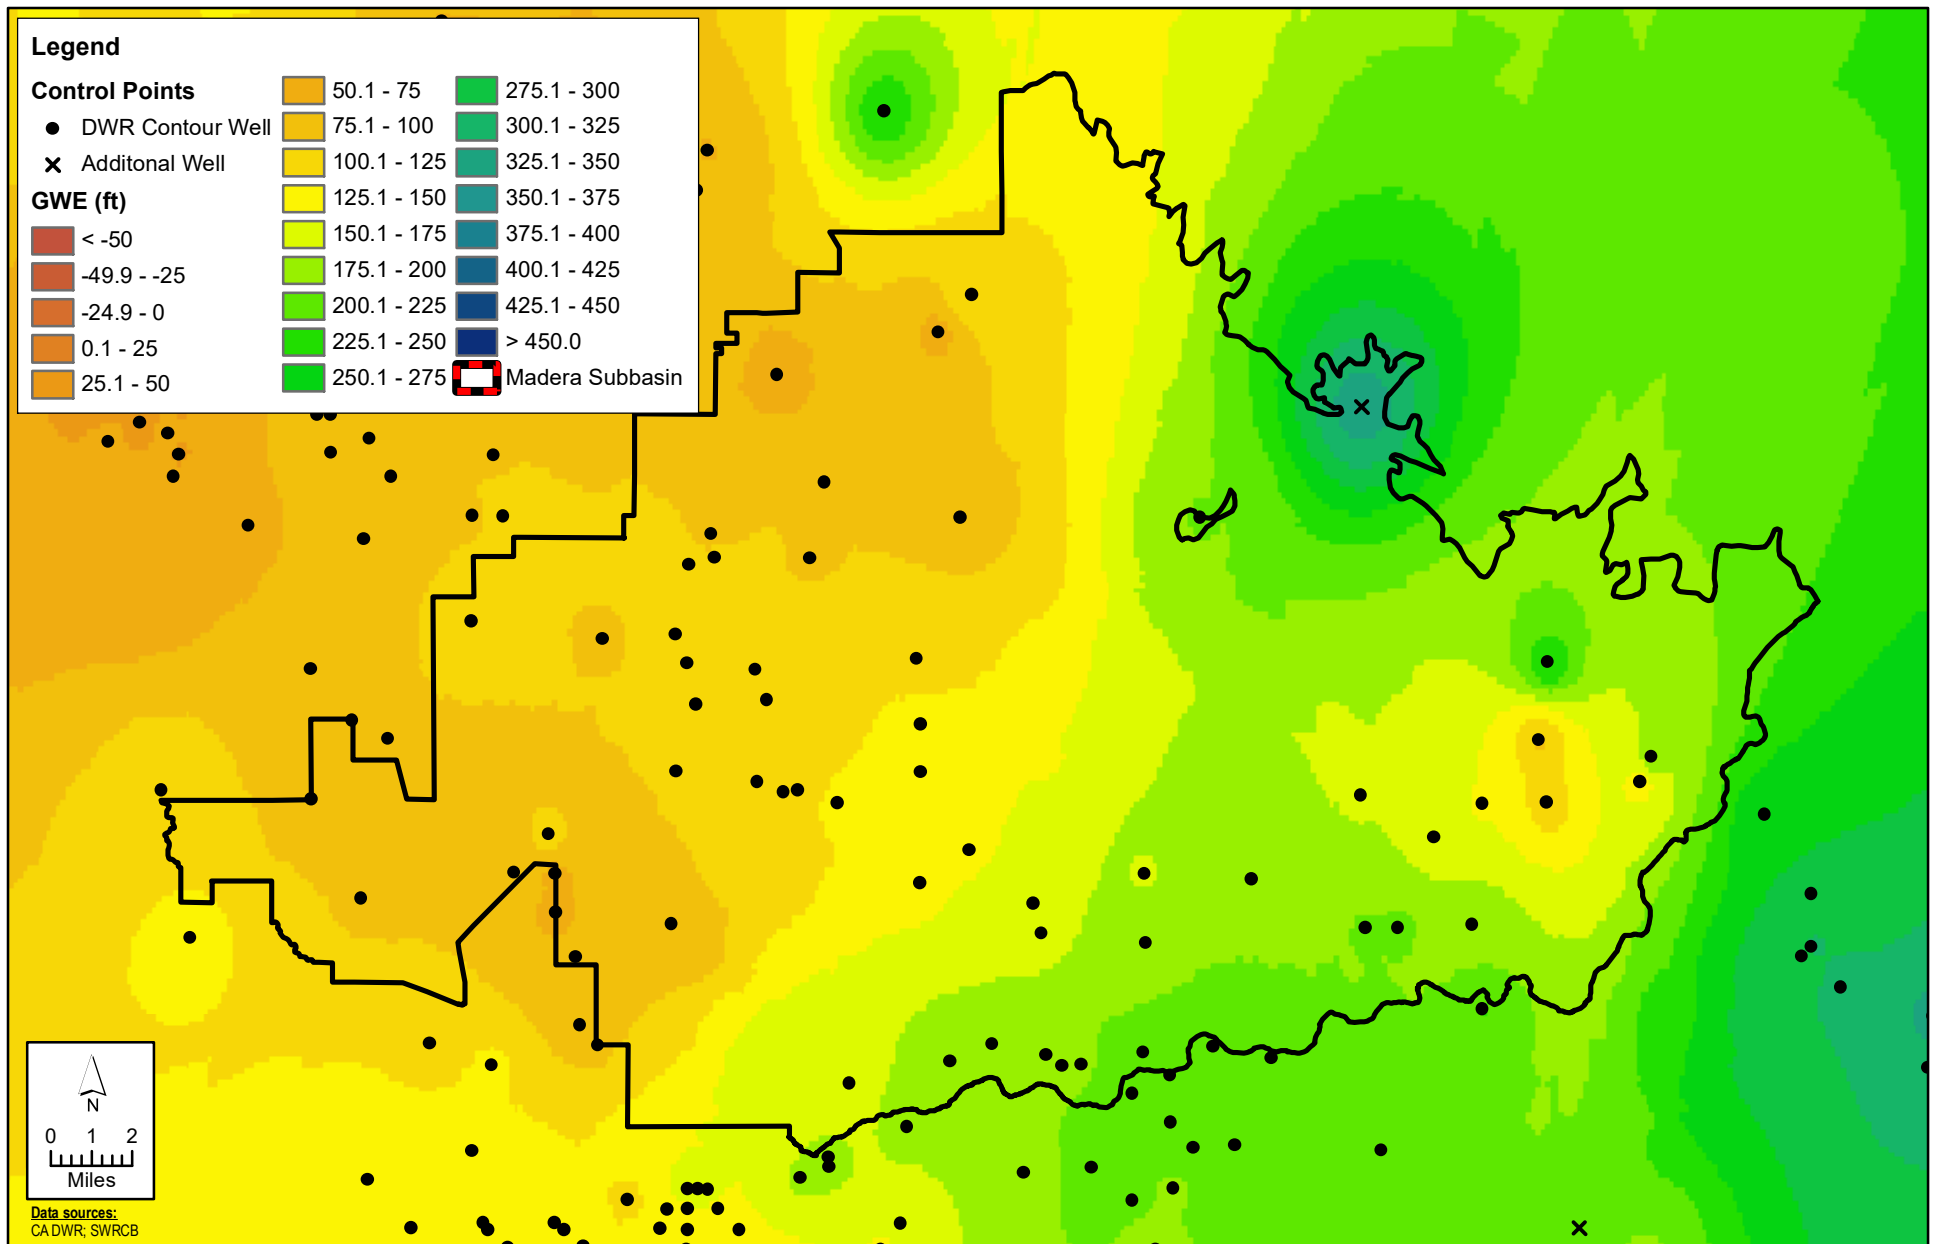 Legend
Control Points
DWR Contour Well
Additonal Well
GWE (ft)
< -50
-49.9 - -25
-24.9 - 0
0.1 - 25
25.1 - 50
50.1 - 75
75.1 - 100
100.1 - 125
125.1 - 150
150.1 - 175
175.1 - 200
200.1 - 225
225.1 - 250
250.1 - 275
275.1 - 300
300.1 - 325
325.1 - 350
350.1 - 375
375.1 - 400
400.1 - 425
425.1 - 450
> 450.0
Madera Subbasin
N
0 1 2
Miles
Data sources:
CA DWR; SWRCB